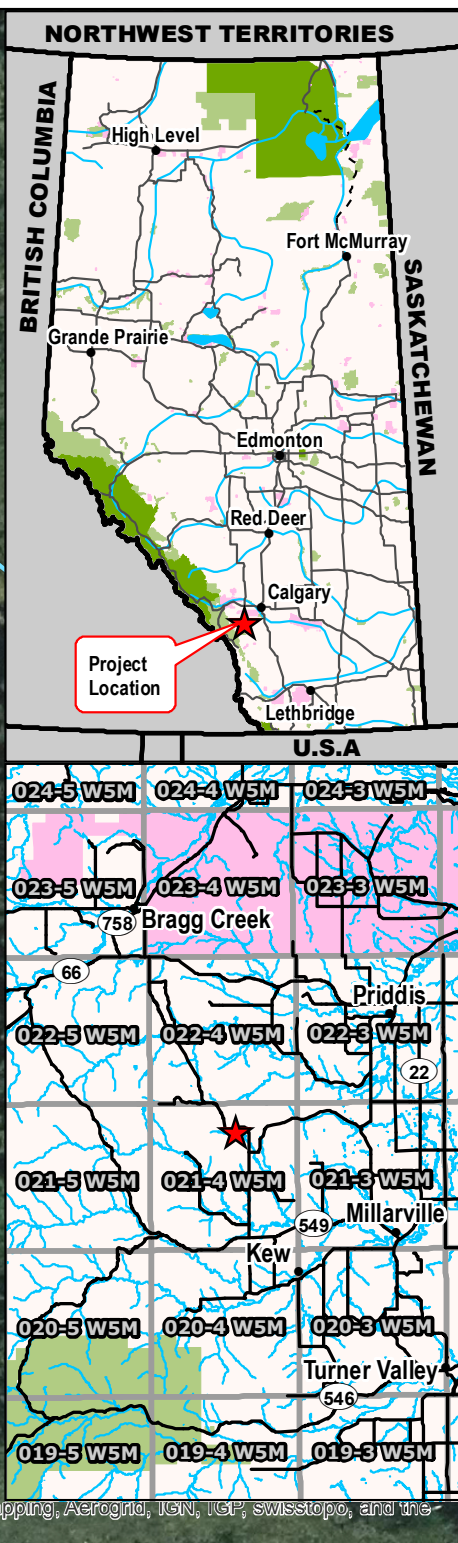 NORTHWEST TERRITORIES
BRITISH COLUMBIA
High Level
Fort McMurray
SASKATCHEWAN
Grande Prairie
Edmonton
Red Deer
Calgary
Project
Location
Lethbridge
U.S.A
024-5 W5M 024-4 W5M 024-3 W5M
023-5 W5M 023-4 W5M 023-3 W5M
758 Bragg Creek
66
Priddis
022-5 W5M 022-4 W5M 022-3 W5M
22
021-5 W5M 021-4 W5M 021-3 W5M
549 Millarville
Kew
020-5 W5M 020-4 W5M 020-3 W5M
Turner Valley
546
019-5 W5M 019-4 W5M 019-3 W5M
pping, Aerogrid, IGN, IGP, swisstopo, and the